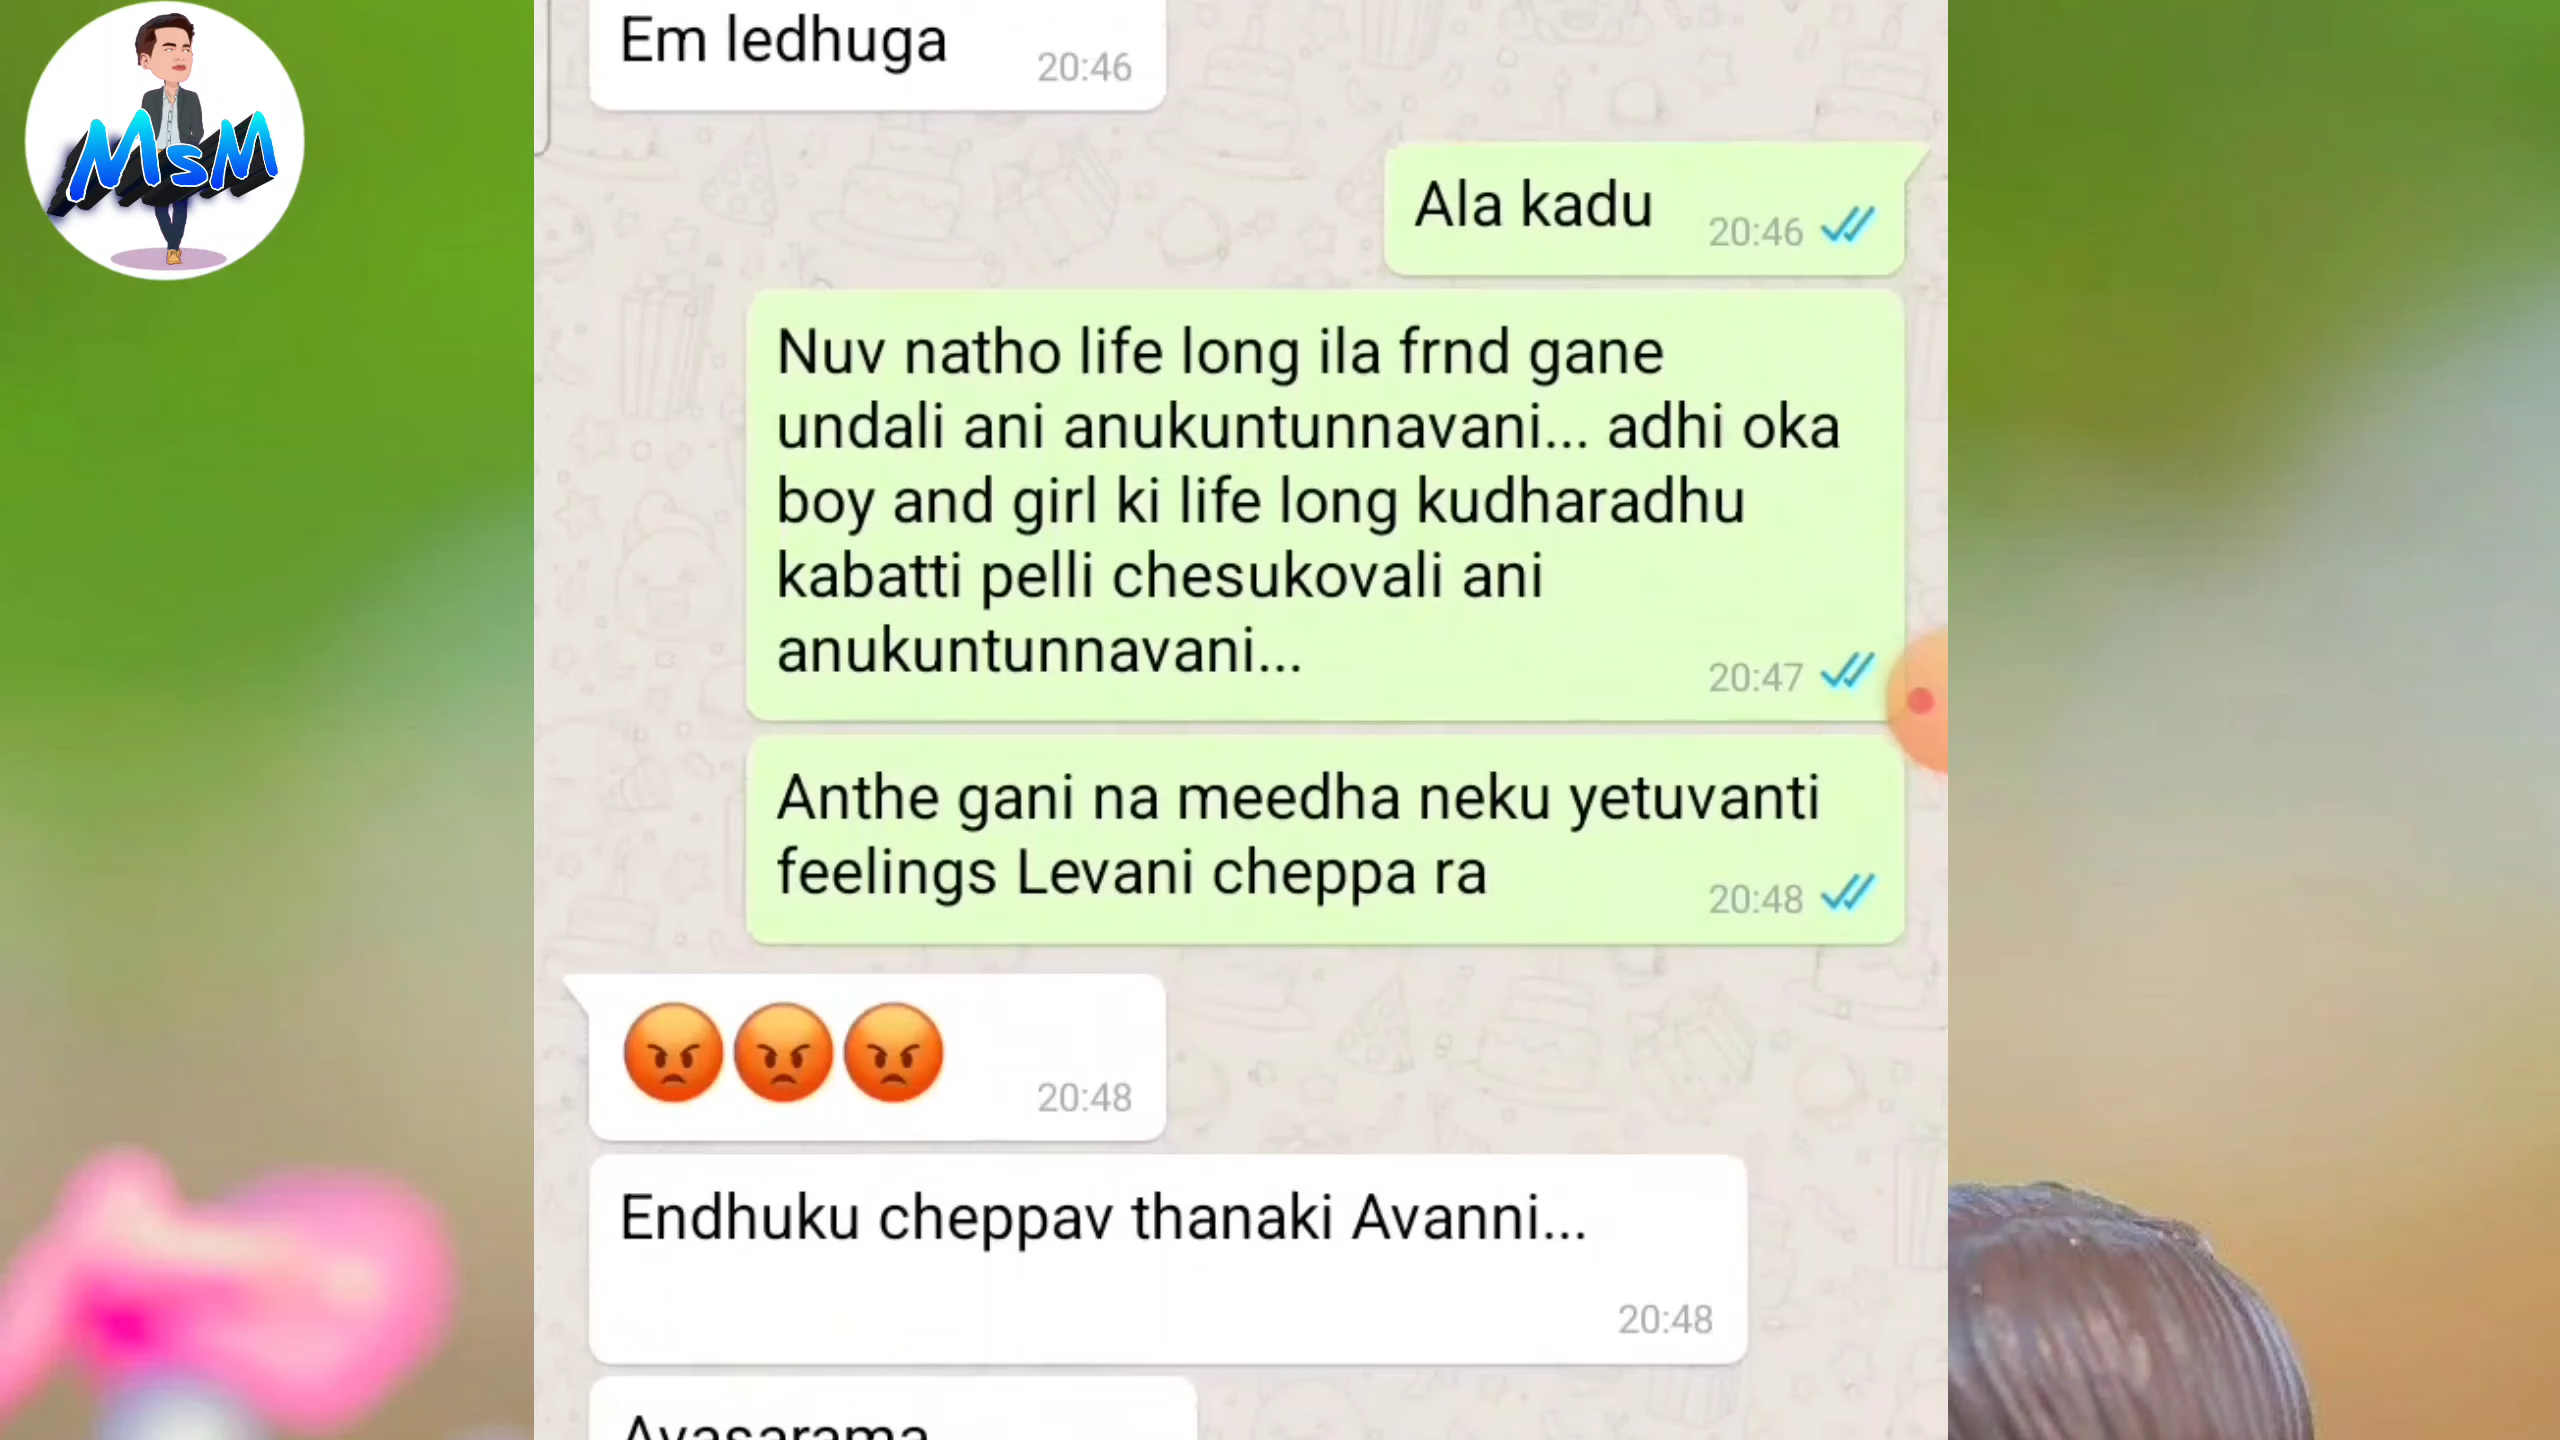 MsM
Em ledhuga
20:46
Ala kadu
20:46
Nuv natho life long ila frnd gane
undali ani anukuntunnavani... adhi oka
boy and girl ki life long kudharadhu
kabatti pelli chesukovali ani
anukuntunnavani...
20:47
Anthe gani na meedha neku yetuvanti
feelings Levani cheppa ra
20:48
😡😡😡
20:48
Endhuku cheppav thanaki Avanni...
20:48
Avasarama